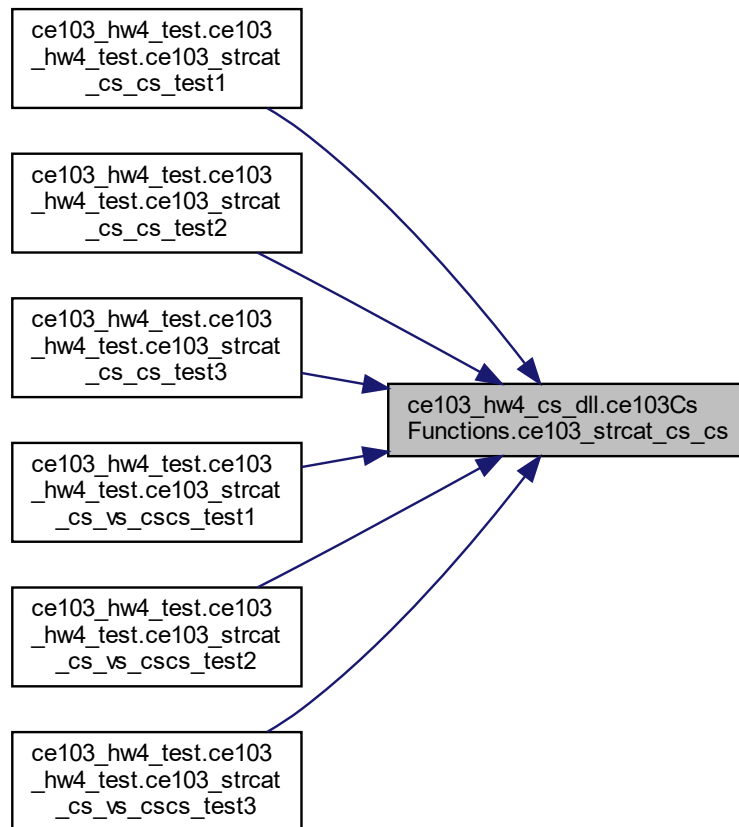 ce103_hw4_test.ce103
_hw4_test.ce103_strcat
_cs_cs_test1
ce103_hw4_test.ce103
_hw4_test.ce103_strcat
_cs_cs_test2
ce103_hw4_test.ce103
_hw4_test.ce103_strcat
_cs_cs_test3
ce103_hw4_cs_dll.ce103Cs
Functions.ce103_strcat_cs_cs
ce103_hw4_test.ce103
_hw4_test.ce103_strcat
_cs_vs_cscs_test1
ce103_hw4_test.ce103
_hw4_test.ce103_strcat
_cs_vs_cscs_test2
ce103_hw4_test.ce103
_hw4_test.ce103_strcat
_cs_vs_cscs_test3